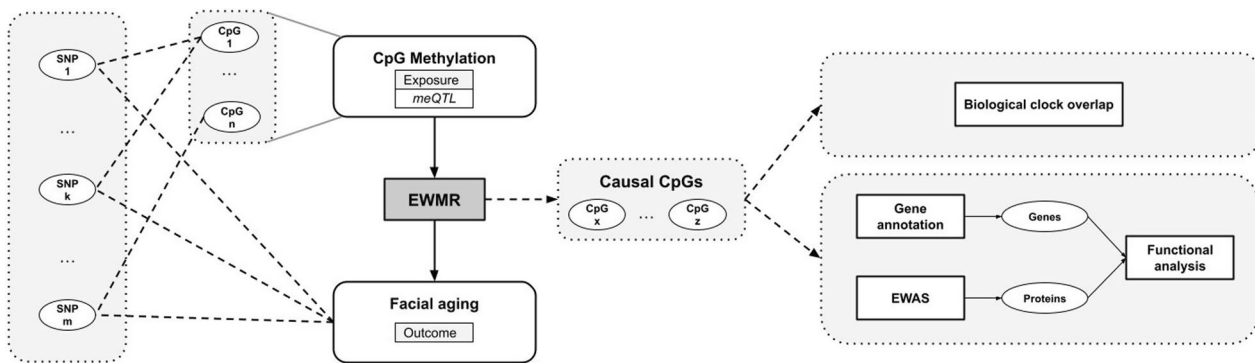 SNP
1
...
SNP
k
...
SNP
m
CpG
1
...
CpG
n
CpG Methylation
Exposure
meQTL
EWMR
Facial aging
Outcome
Causal CpGs
CpG
x
...
CpG
z
Biological clock overlap
Gene
annotation
Genes
EWAS
Proteins
Functional
analysis